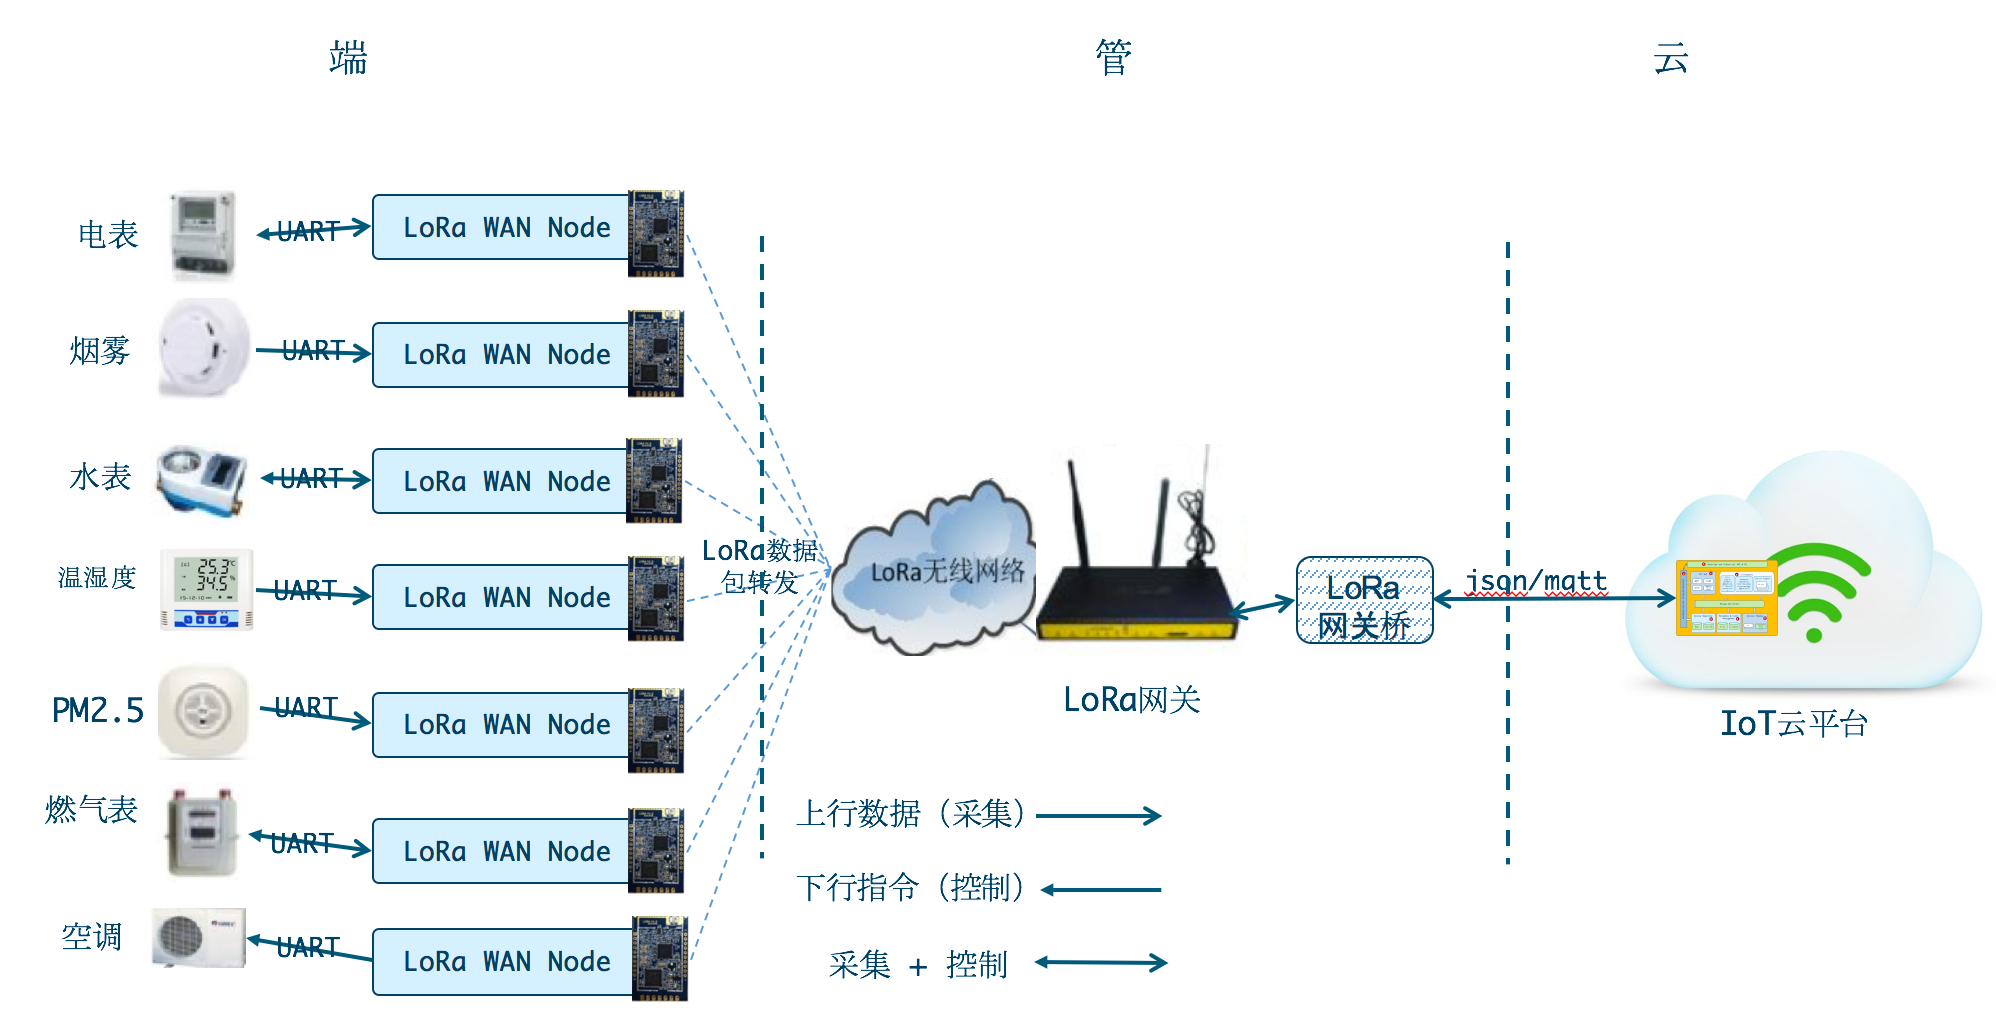 端
管
云
电表
UART
LoRa WAN Node
烟雾
UART
LoRa WAN Node
水表
UART
LoRa WAN Node
温湿度
25.3℃
34.5%
UART
LoRa WAN Node
PM2.5
UART
LoRa WAN Node
燃气表
UART
LoRa WAN Node
空调
UART
LoRa WAN Node
LoRa数据
包转发
LoRa无线网络
LoRa网关
LoRa
网关桥
json/matt
IoT云平台
上行数据（采集）
下行指令（控制）
采集 + 控制